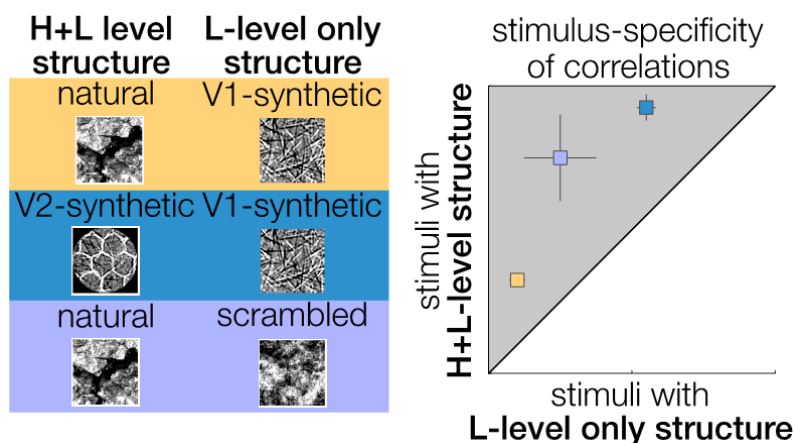 H+L level structure
L-level only structure
natural
V1-synthetic
V2-synthetic
V1-synthetic
natural
scrambled
stimulus-specificity
of correlations
stimuli with
H+L-level structure
stimuli with
L-level only structure